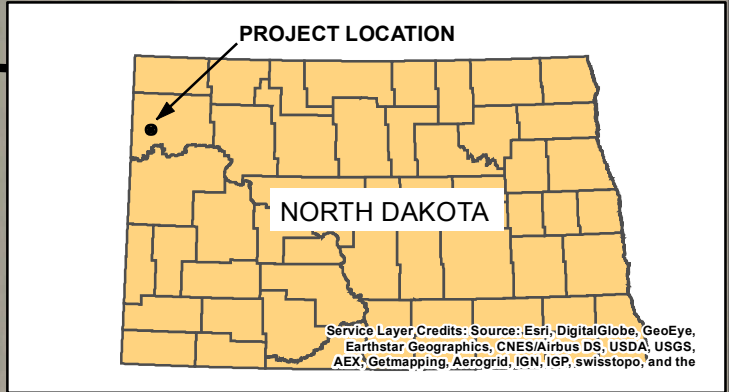 PROJECT LOCATION
NORTH DAKOTA
Service Layer Credits: Source: Esri, DigitalGlobe, GeoEye,
Earthstar Geographics, CNES/Airbus DS, USDA, USGS,
AEX, Getmapping, Aerogrid, IGN, IGP, swisstopo, and the